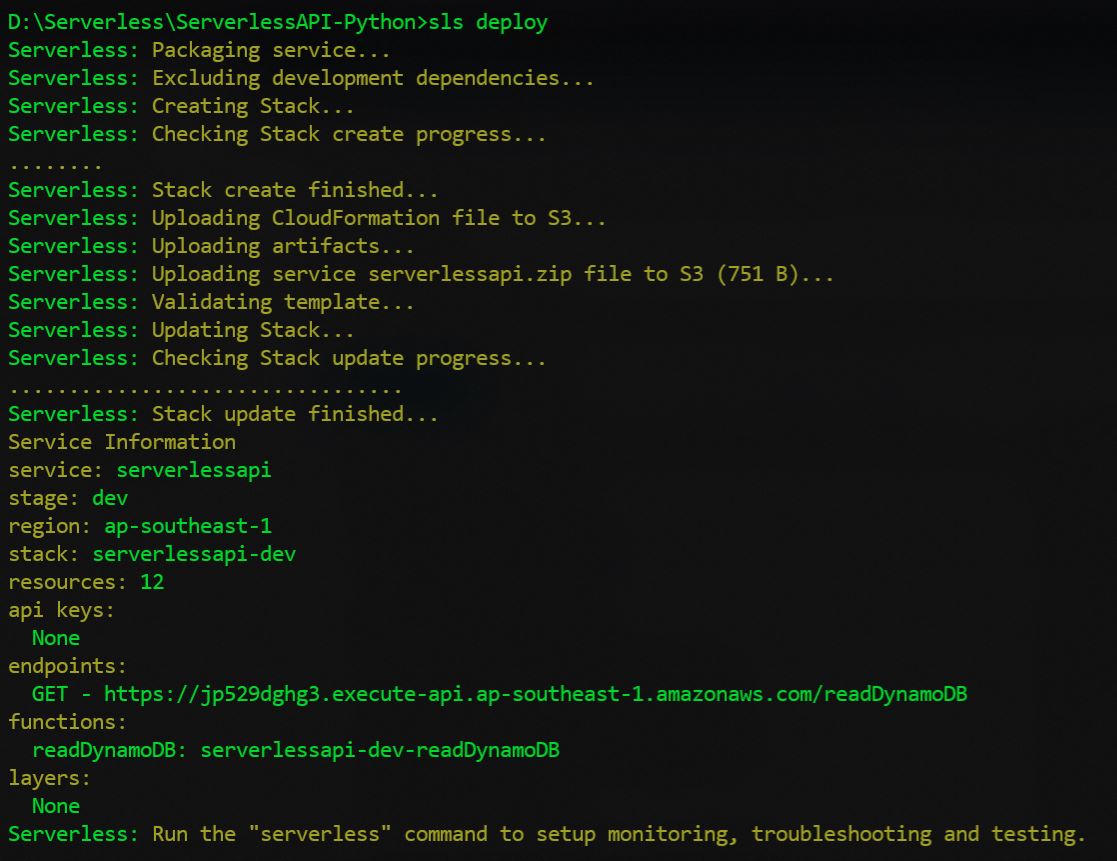 D:\Serverless\ServerlessAPI-Python>sls deploy
Serverless: Packaging service...
Serverless: Excluding development dependencies...
Serverless: Creating Stack...
Serverless: Checking Stack create progress...
........
Serverless: Stack create finished...
Serverless: Uploading CloudFormation file to S3...
Serverless: Uploading artifacts...
Serverless: Uploading service serverlessapi.zip file to S3 (751 B)...
Serverless: Validating template...
Serverless: Updating Stack...
Serverless: Checking Stack update progress...
.................................
Serverless: Stack update finished...
Service Information
service: serverlessapi
stage: dev
region: ap-southeast-1
stack: serverlessapi-dev
resources: 12
api keys:
  None
endpoints:
  GET - https://jp529dghg3.execute-api.ap-southeast-1.amazonaws.com/readDynamoDB
functions:
  readDynamoDB: serverlessapi-dev-readDynamoDB
layers:
  None
Serverless: Run the "serverless" command to setup monitoring, troubleshooting and testing.